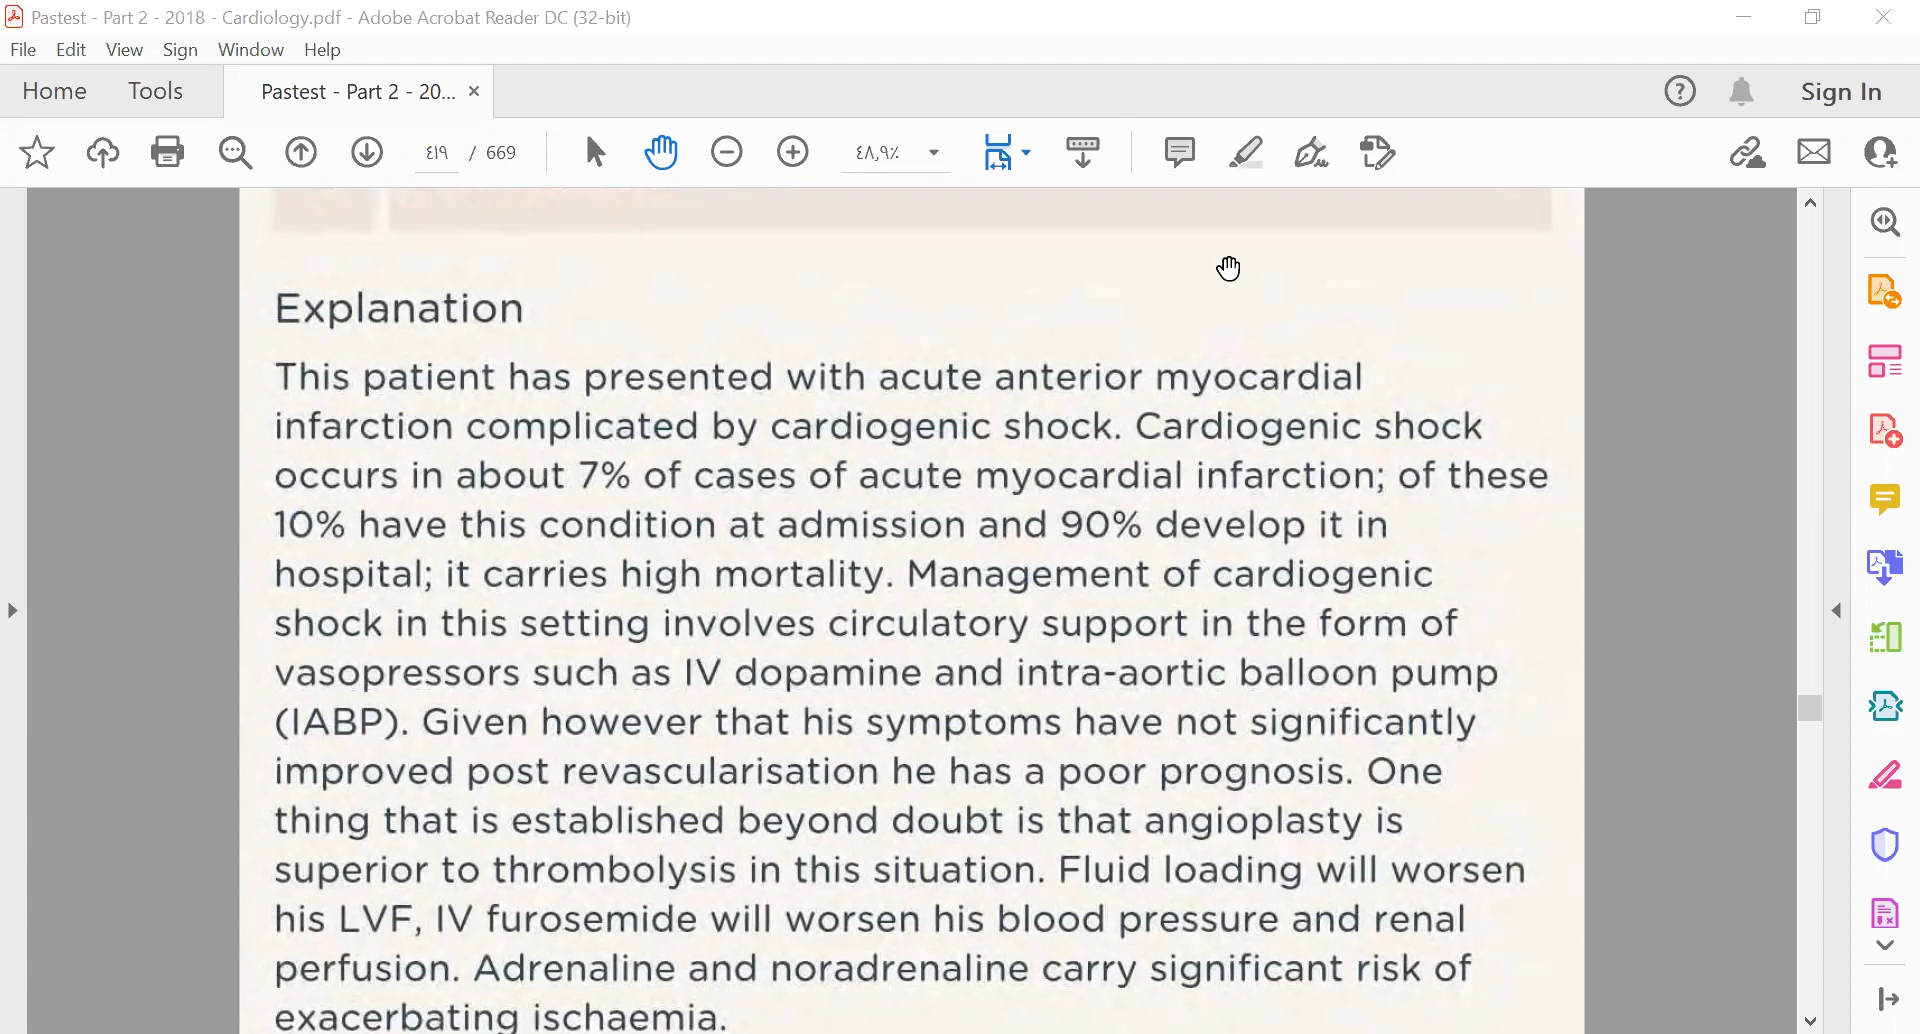 Pastest - Part 2 - 2018 - Cardiology.pdf - Adobe Acrobat Reader DC (32-bit)
File Edit View Sign Window Help
Home Tools Pastest - Part 2 - 20... × Sign In
٤١٩ / 669 ٤٨,٩٪
Explanation
This patient has presented with acute anterior myocardial
infarction complicated by cardiogenic shock. Cardiogenic shock
occurs in about 7% of cases of acute myocardial infarction; of these
10% have this condition at admission and 90% develop it in
hospital; it carries high mortality. Management of cardiogenic
shock in this setting involves circulatory support in the form of
vasopressors such as IV dopamine and intra-aortic balloon pump
(IABP). Given however that his symptoms have not significantly
improved post revascularisation he has a poor prognosis. One
thing that is established beyond doubt is that angioplasty is
superior to thrombolysis in this situation. Fluid loading will worsen
his LVF, IV furosemide will worsen his blood pressure and renal
perfusion. Adrenaline and noradrenaline carry significant risk of
exacerbating ischaemia.